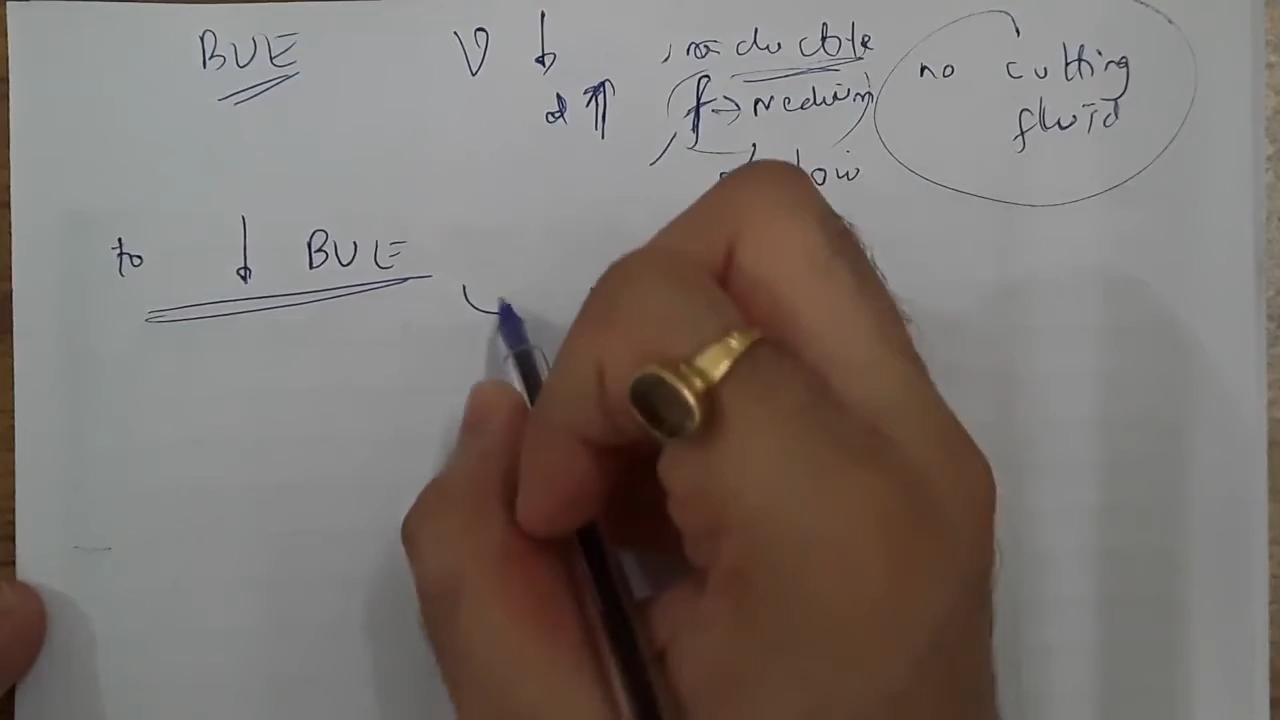 BUE V ↓ , ductile no cutting
d ⇈ f → medium fluid
low
to ↓ BUE